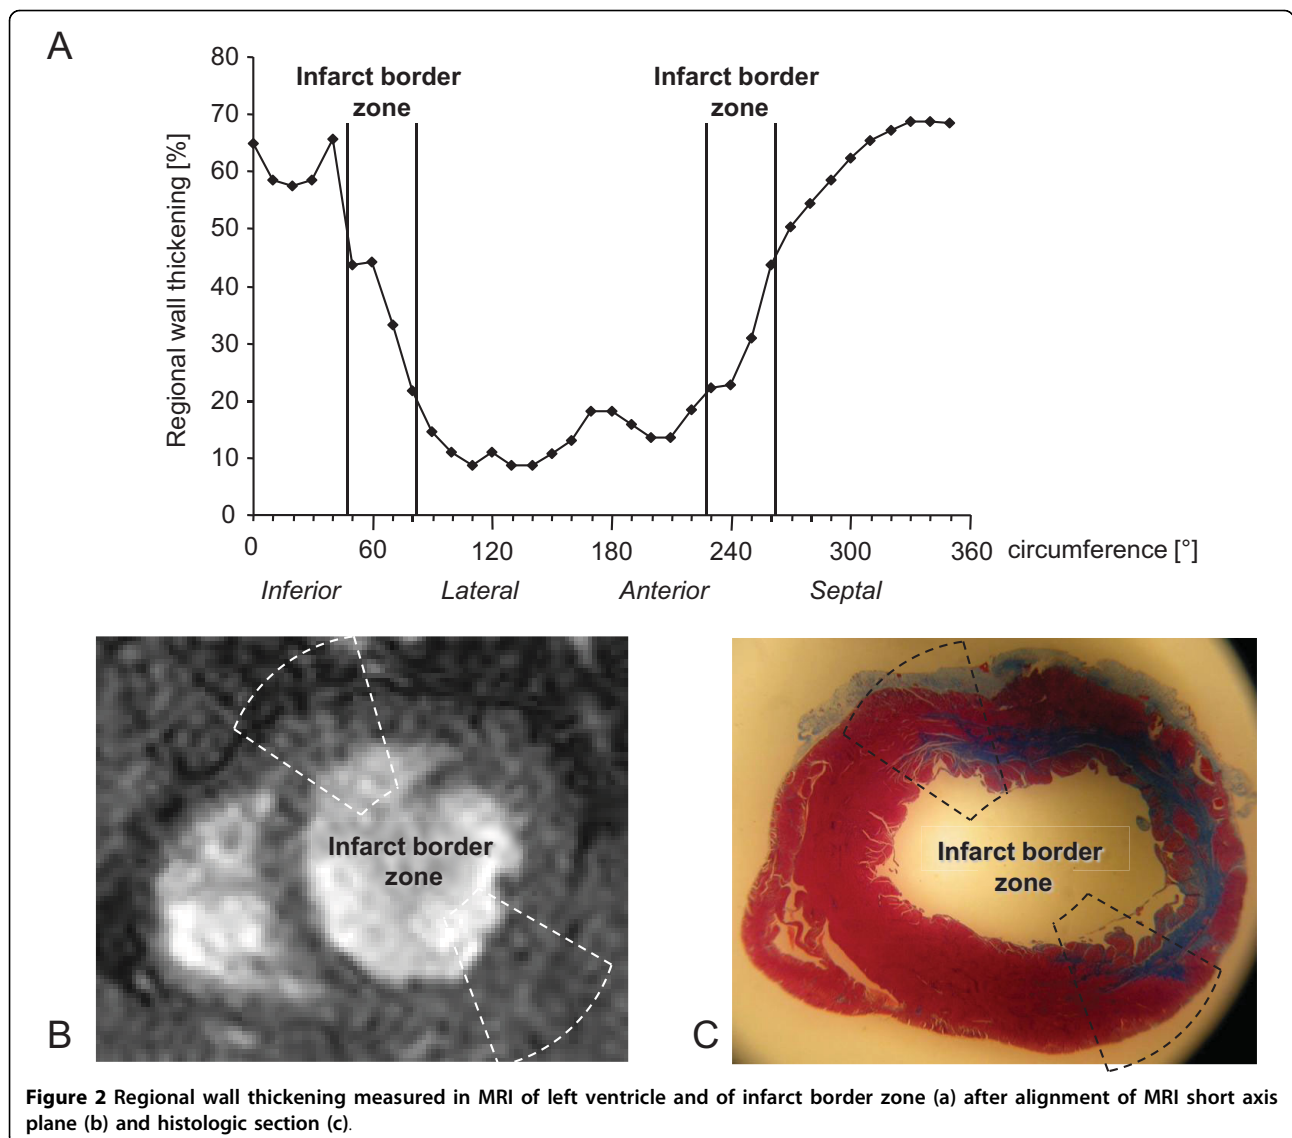 A
Infarct border
zone
Infarct border
zone
Regional wall thickening [%]
80
70
60
50
40
30
20
10
0
0 60 120 180 240 300 360 circumference [°]
Inferior Lateral Anterior Septal
Infarct border
zone
B
Infarct border
zone
C
Figure 2 Regional wall thickening measured in MRI of left ventricle and of infarct border zone (a) after alignment of MRI short axis
plane (b) and histologic section (c).